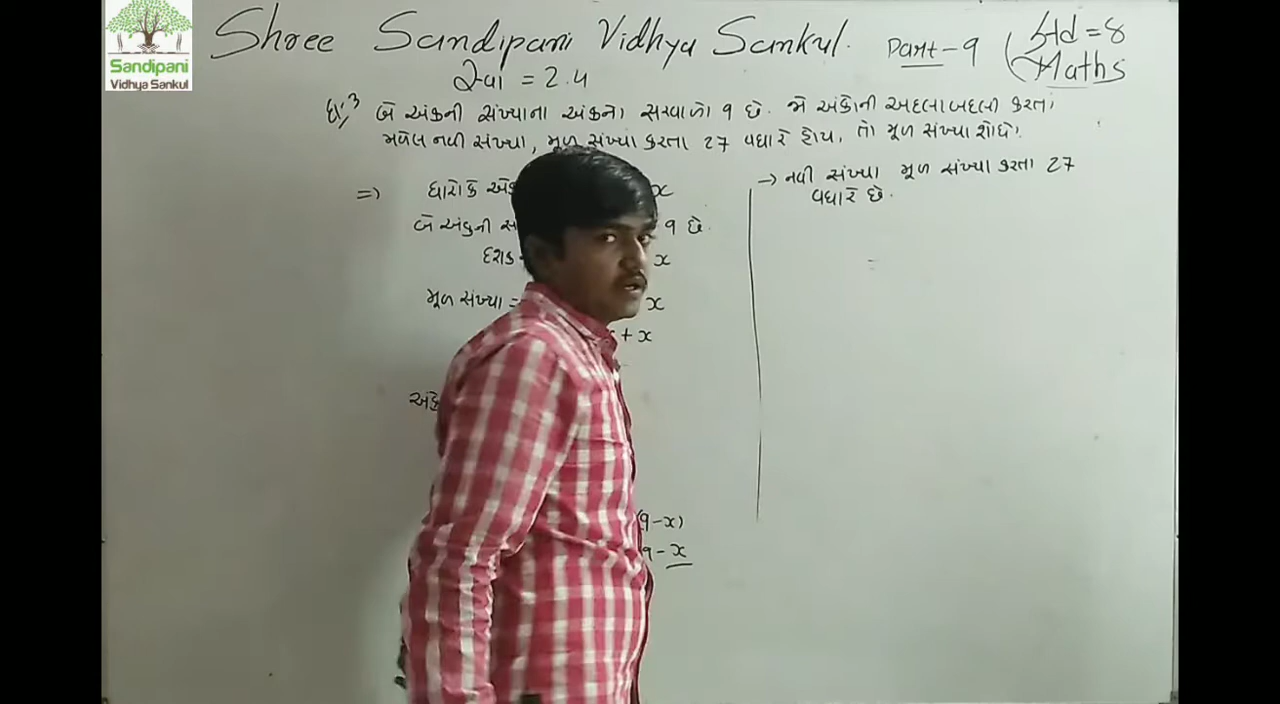 Sandipani
Vidhya Sankul
Shree Sandipani Vidhya Sankul.
Part-9
Std = 8
Maths
સ્વા = 2.4
દા.3 બે અંકની સંખ્યાના અંકનો સરવાળો 9 છે. જો અંકોની અદલાબદલી કરતા
મળેલ નવી સંખ્યા, મૂળ સંખ્યા કરતા 27 વધારે હોય, તો મૂળ સંખ્યા શોધો.
=> ધારોકે x
બે અંકની 9 છે.
દશક x
મૂળ સંખ્યા = x
+ x
(9-x)
9-x
→ નવી સંખ્યા મૂળ સંખ્યા કરતા 27
વધારે છે.
=